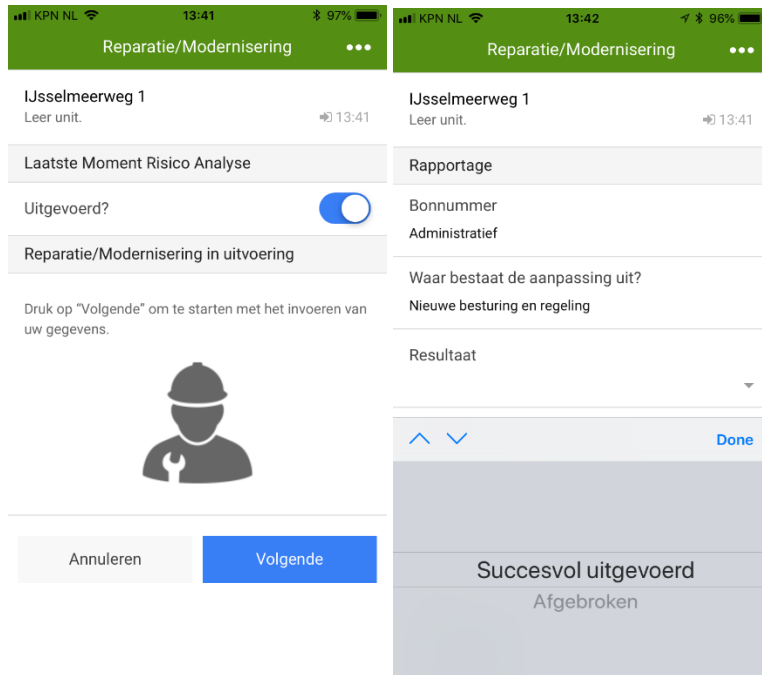 KPN NL 13:41 97%
Reparatie/Modernisering
IJsselmeerweg 1
Leer unit. 13:41
Laatste Moment Risico Analyse
Uitgevoerd?
Reparatie/Modernisering in uitvoering
Druk op "Volgende" om te starten met het invoeren van
uw gegevens.
Annuleren Volgende
KPN NL 13:42 96%
Reparatie/Modernisering
IJsselmeerweg 1
Leer unit. 13:41
Rapportage
Bonnummer
Administratief
Waar bestaat de aanpassing uit?
Nieuwe besturing en regeling
Resultaat
Done
Succesvol uitgevoerd
Afgebroken